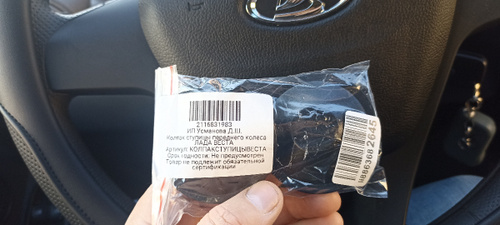 2116831983
ИП Усманова Д.Ш.
Колпак ступицы переднего колеса
ЛАДА ВЕСТА
Артикул: КОЛПАКСТУПИЦЫВЕСТА
Срок годности: Не предусмотрен
Товар не подлежит обязательной
сертификации
2645